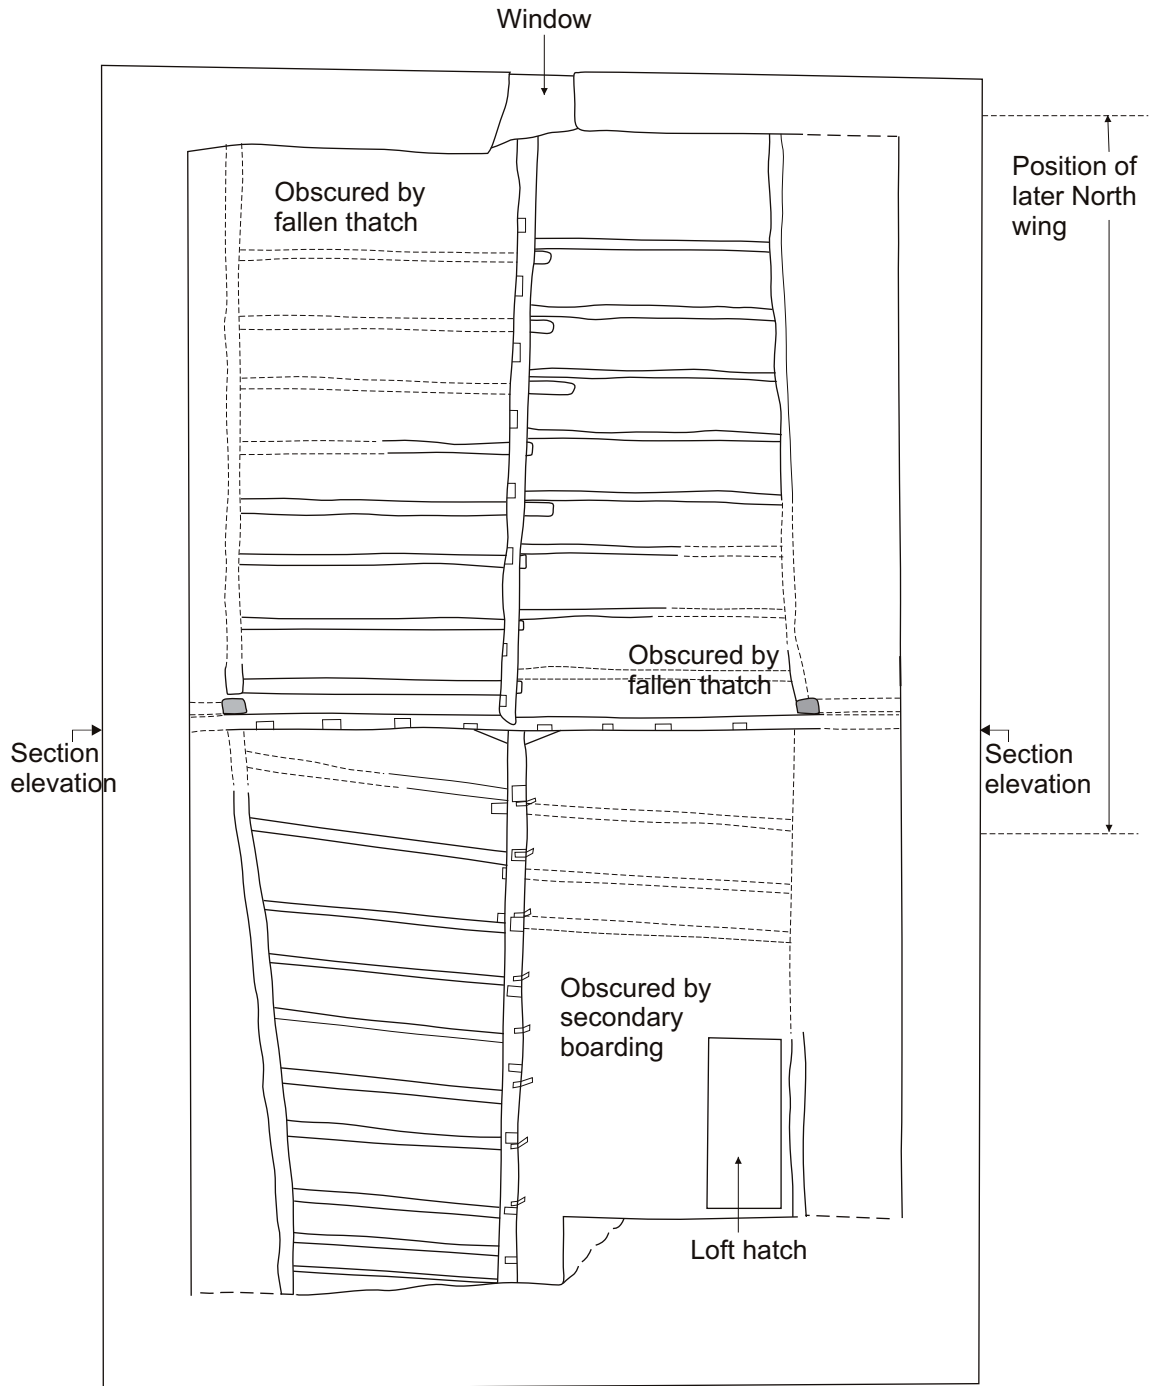 Window
Obscured by
fallen thatch
Position of
later North
wing
Obscured by
fallen thatch
Section
elevation
Section
elevation
Obscured by
secondary
boarding
Loft hatch